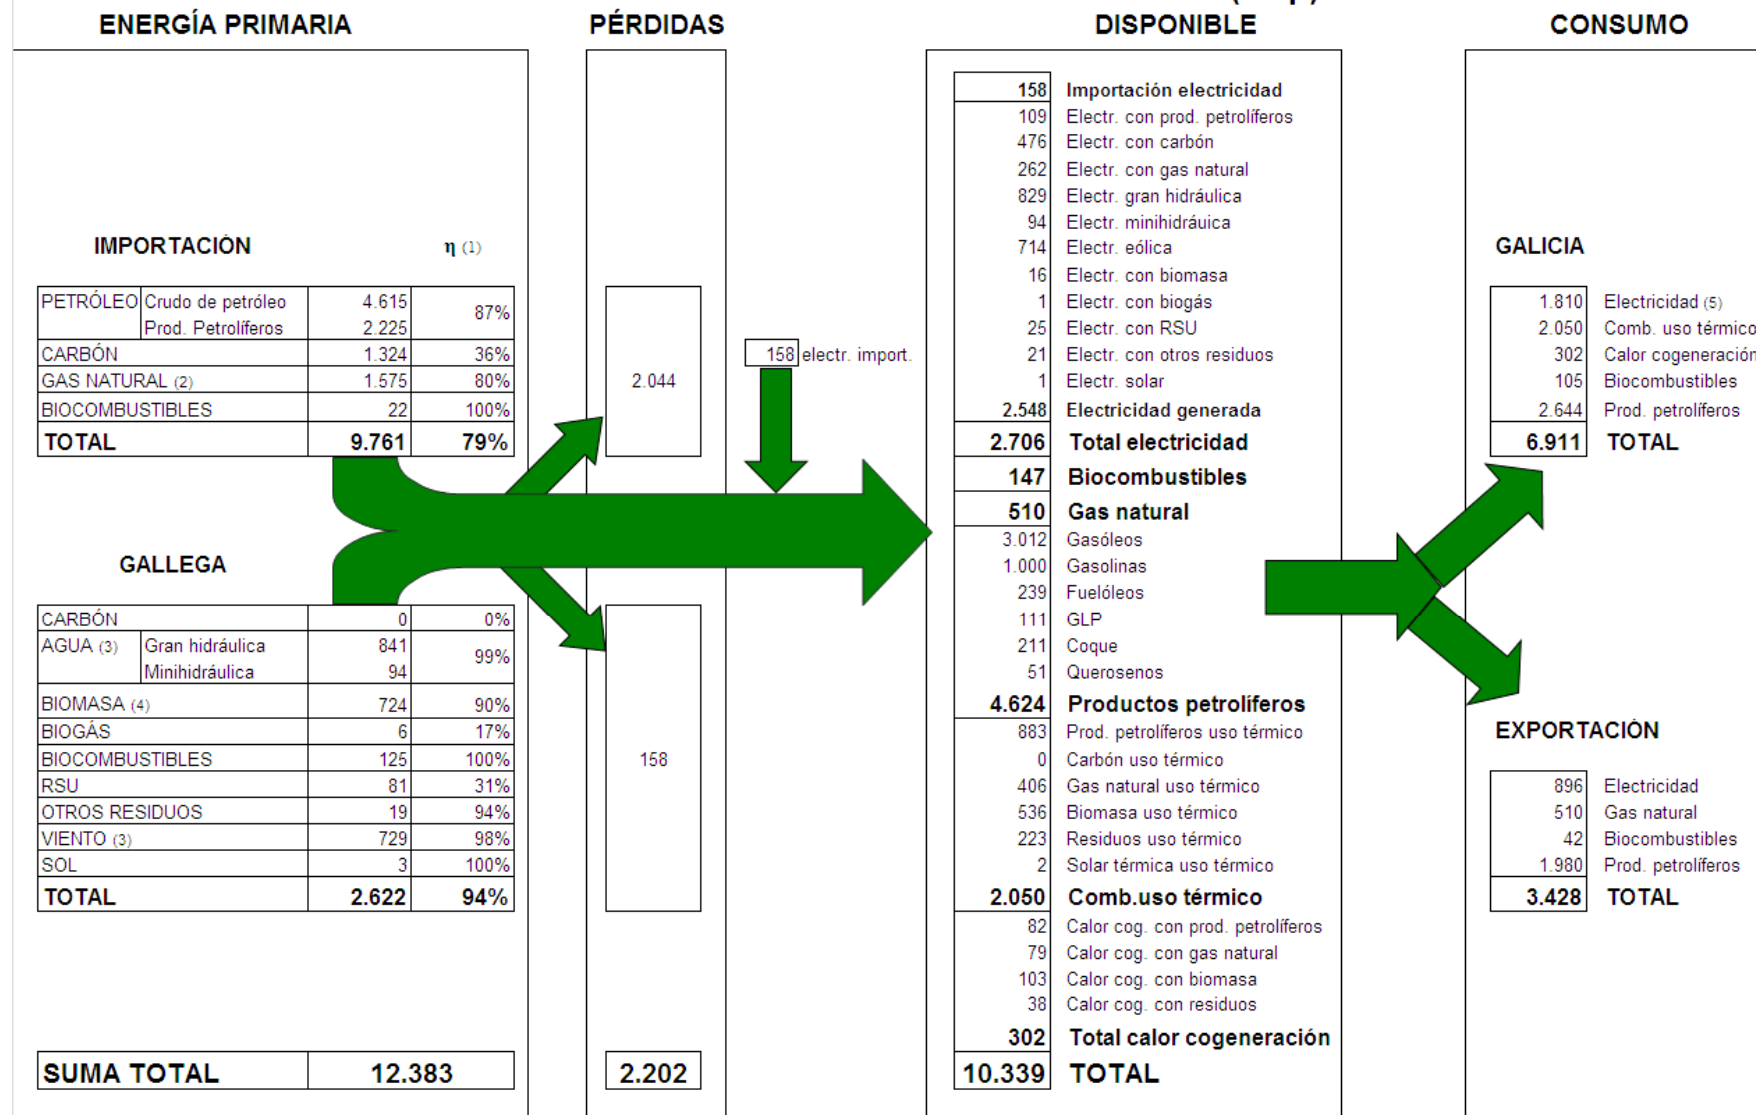 ENERGÍA PRIMARIA
IMPORTACIÓN η (1)
PETRÓLEO Crudo de petróleo 4.615 87%
Prod. Petrolíferos 2.225
CARBÓN 1.324 36%
GAS NATURAL (2) 1.575 80%
BIOCOMBUSTIBLES 22 100%
TOTAL 9.761 79%
GALLEGA
CARBÓN 0 0%
AGUA (3) Gran hidráulica 841 99%
Minihidráulica 94
BIOMASA (4) 724 90%
BIOGÁS 6 17%
BIOCOMBUSTIBLES 125 100%
RSU 81 31%
OTROS RESIDUOS 19 94%
VIENTO (3) 729 98%
SOL 3 100%
TOTAL 2.622 94%
SUMA TOTAL 12.383
PÉRDIDAS
2.044
158
2.202
158 electr. import.
DISPONIBLE
158 Importación electricidad
109 Electr. con prod. petrolíferos
476 Electr. con carbón
262 Electr. con gas natural
829 Electr. gran hidráulica
94 Electr. minihidráuica
714 Electr. eólica
16 Electr. con biomasa
1 Electr. con biogás
25 Electr. con RSU
21 Electr. con otros residuos
1 Electr. solar
2.548 Electricidad generada
2.706 Total electricidad
147 Biocombustibles
510 Gas natural
3.012 Gasóleos
1.000 Gasolinas
239 Fuelóleos
111 GLP
211 Coque
51 Querosenos
4.624 Productos petrolíferos
883 Prod. petrolíferos uso térmico
0 Carbón uso térmico
406 Gas natural uso térmico
536 Biomasa uso térmico
223 Residuos uso térmico
2 Solar térmica uso térmico
2.050 Comb.uso térmico
82 Calor cog. con prod. petrolíferos
79 Calor cog. con gas natural
103 Calor cog. con biomasa
38 Calor cog. con residuos
302 Total calor cogeneración
10.339 TOTAL
CONSUMO
GALICIA
1.810 Electricidad (5)
2.050 Comb. uso térmico
302 Calor cogeneración
105 Biocombustibles
2.644 Prod. petrolíferos
6.911 TOTAL
EXPORTACIÓN
896 Electricidad
510 Gas natural
42 Biocombustibles
1.980 Prod. petrolíferos
3.428 TOTAL